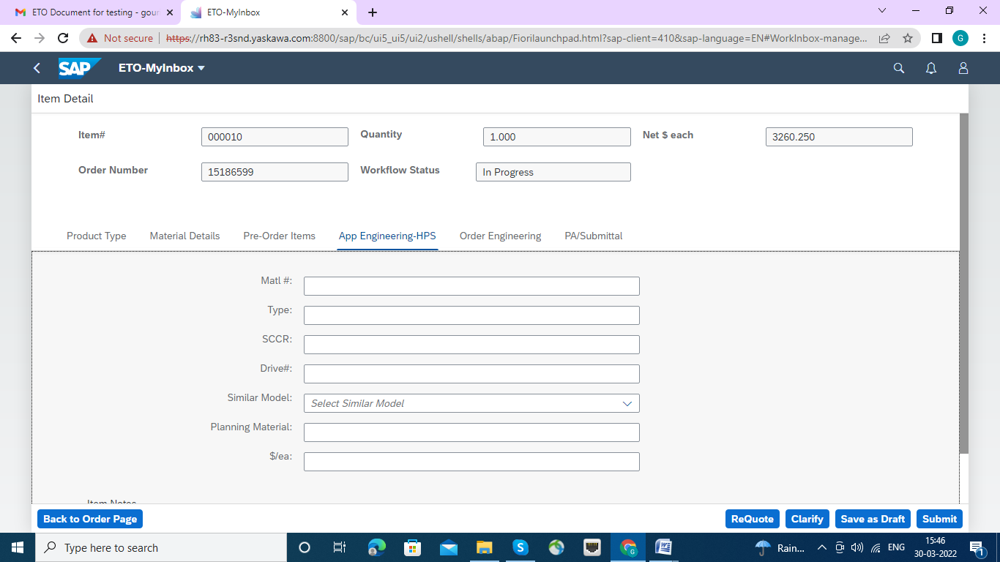 ETO Document for testing - gour
ETO-MyInbox
Not secure https://rh83-r3snd.yaskawa.com:8800/sap/bc/ui5_ui5/ui2/ushell/shells/abap/Fiorilaunchpad.html?sap-client=410&sap-language=EN#WorkInbox-manage...
G
SAP ETO-MyInbox
Item Detail
Item# 000010 Quantity 1.000 Net $ each 3260.250
Order Number 15186599 Workflow Status In Progress
Product Type Material Details Pre-Order Items App Engineering-HPS Order Engineering PA/Submittal
Matl #:
Type:
SCCR:
Drive#:
Similar Model: Select Similar Model
Planning Material:
$/ea:
Item Notes
Back to Order Page ReQuote Clarify Save as Draft Submit
Type here to search Rain... ENG 15:46
30-03-2022 1